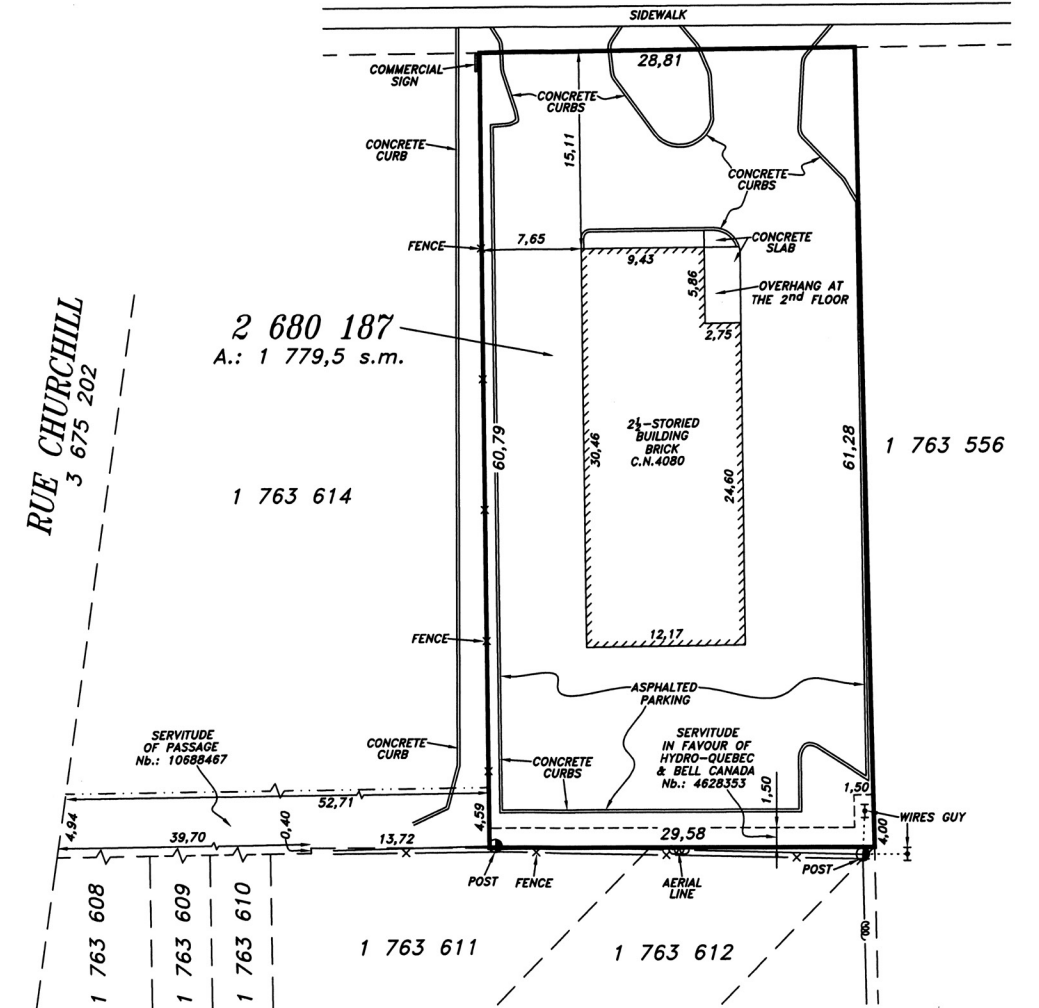 SIDEWALK
28,81
COMMERCIAL
SIGN
CONCRETE
CURBS
CONCRETE
CURB
15,11
CONCRETE
CURBS
FENCE
7,65
CONCRETE
SLAB
9,43
5,86
OVERHANG AT
THE 2nd FLOOR
2,75
2 680 187
A.: 1 779,5 s.m.
RUE CHURCHILL
3 675 202
2½-STORIED
BUILDING
BRICK
C.N.4080
60,79
30,46
24,60
61,28
1 763 556
1 763 614
12,17
FENCE
ASPHALTED
PARKING
SERVITUDE
OF PASSAGE
Nb.: 10688467
CONCRETE
CURB
CONCRETE
CURBS
SERVITUDE
IN FAVOUR OF
HYDRO-QUEBEC
& BELL CANADA
Nb.: 4628353
1,50
1,50
52,71
4,94
4,59
39,70
0,40
13,72
29,58
4,00
WIRES GUY
POST
FENCE
AERIAL
LINE
POST
1 763 608
1 763 609
1 763 610
1 763 611
1 763 612